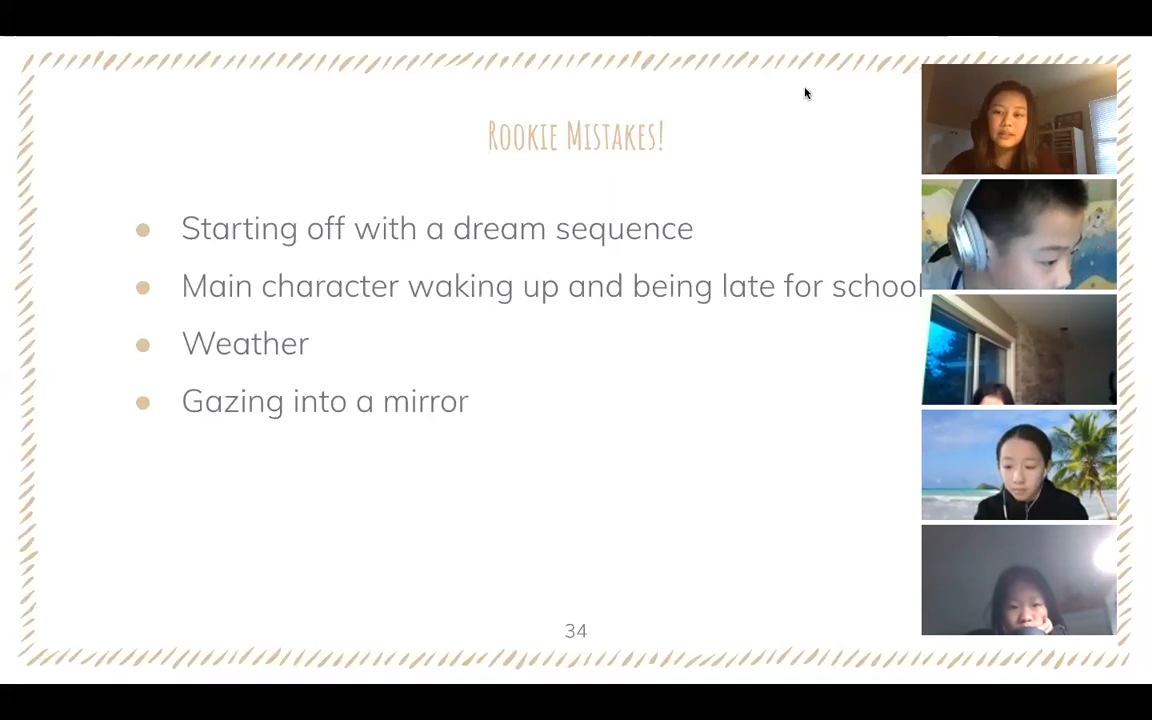 Rookie Mistakes!
Starting off with a dream sequence
Main character waking up and being late for school
Weather
Gazing into a mirror
34